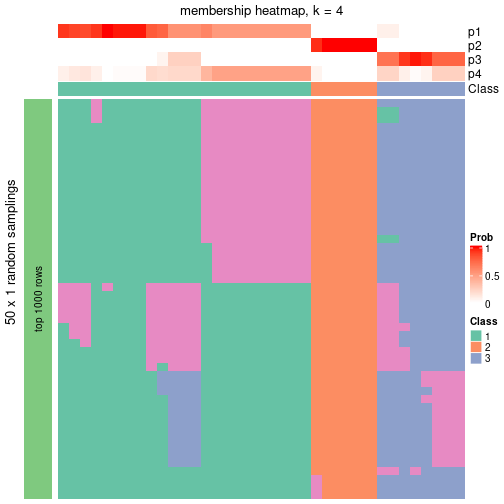 membership heatmap, k = 4
p1
p2
p3
p4
Class
50 x 1 random samplings
top 1000 rows
Prob
1
0.5
0
Class
1
2
3